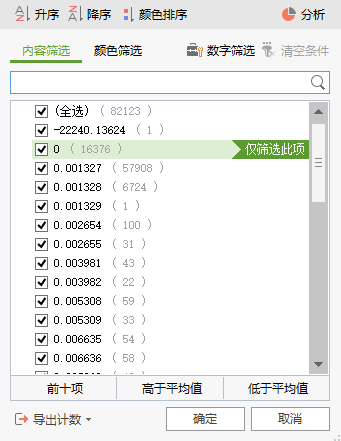 升序 降序 颜色排序 分析
内容筛选 颜色筛选 数字筛选 清空条件
(全选) ( 82123 )
-22240.13624 ( 1 )
0 ( 16376 ) 仅筛选此项
0.001327 ( 57908 )
0.001328 ( 6724 )
0.001329 ( 1 )
0.002654 ( 100 )
0.002655 ( 31 )
0.003981 ( 43 )
0.003982 ( 22 )
0.005308 ( 59 )
0.005309 ( 33 )
0.006635 ( 54 )
0.006636 ( 58 )
前十项 高于平均值 低于平均值
导出计数 确定 取消